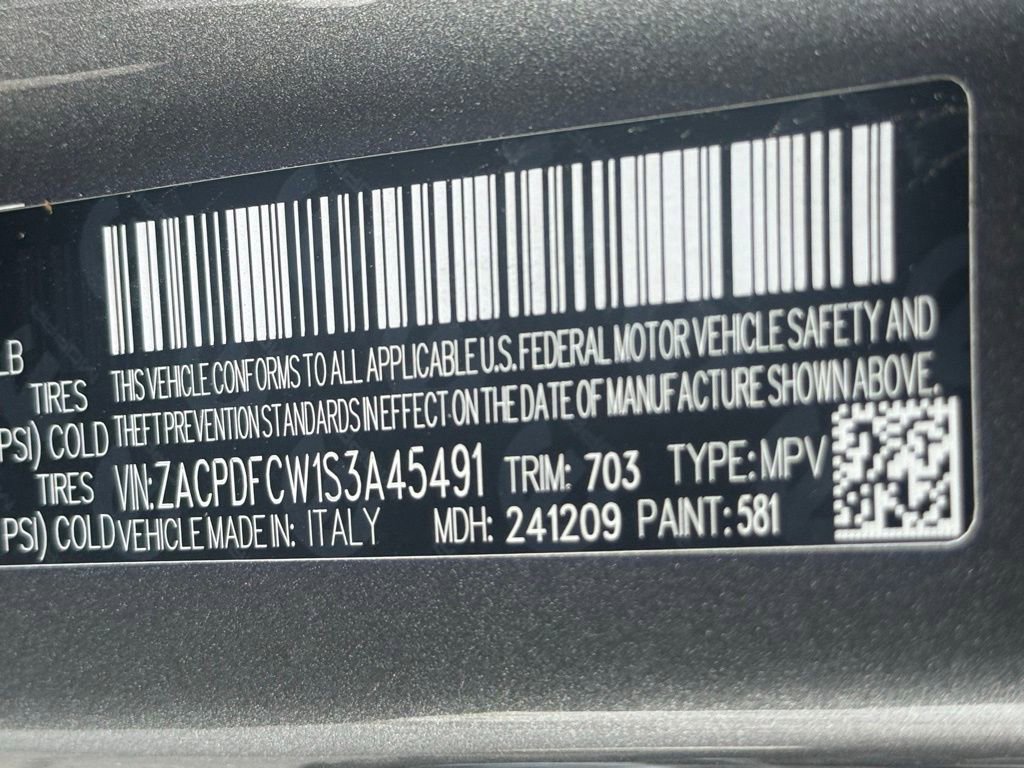 LB
THIS VEHICLE CONFORMS TO ALL APPLICABLE U.S. FEDERAL MOTOR VEHICLE SAFETY AND
TIRES
THEFT PREVENTION STANDARDS IN EFFECT ON THE DATE OF MANUFACTURE SHOWN ABOVE.
PSI) COLD
TIRES VIN: ZACPDFCW1S3A45491 TRIM: 703 TYPE: MPV
PSI) COLD VEHICLE MADE IN: ITALY MDH: 241209 PAINT: 581